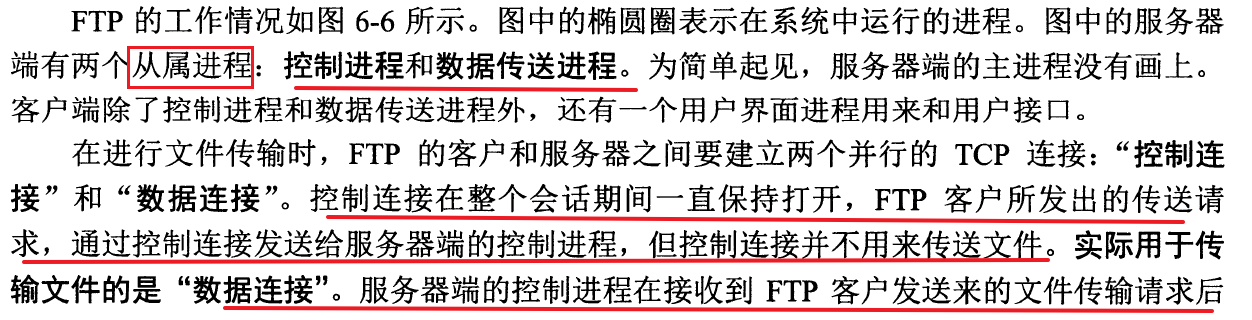 FTP 的工作情况如图 6-6 所示。图中的椭圆圈表示在系统中运行的进程。图中的服务器
端有两个从属进程：控制进程和数据传送进程。为简单起见，服务器端的主进程没有画上。
客户端除了控制进程和数据传送进程外，还有一个用户界面进程用来和用户接口。
在进行文件传输时，FTP 的客户和服务器之间要建立两个并行的 TCP 连接：“控制连
接”和“数据连接”。控制连接在整个会话期间一直保持打开，FTP 客户所发出的传送请
求，通过控制连接发送给服务器端的控制进程，但控制连接并不用来传送文件。实际用于传
输文件的是“数据连接”。服务器端的控制进程在接收到 FTP 客户发送来的文件传输请求后